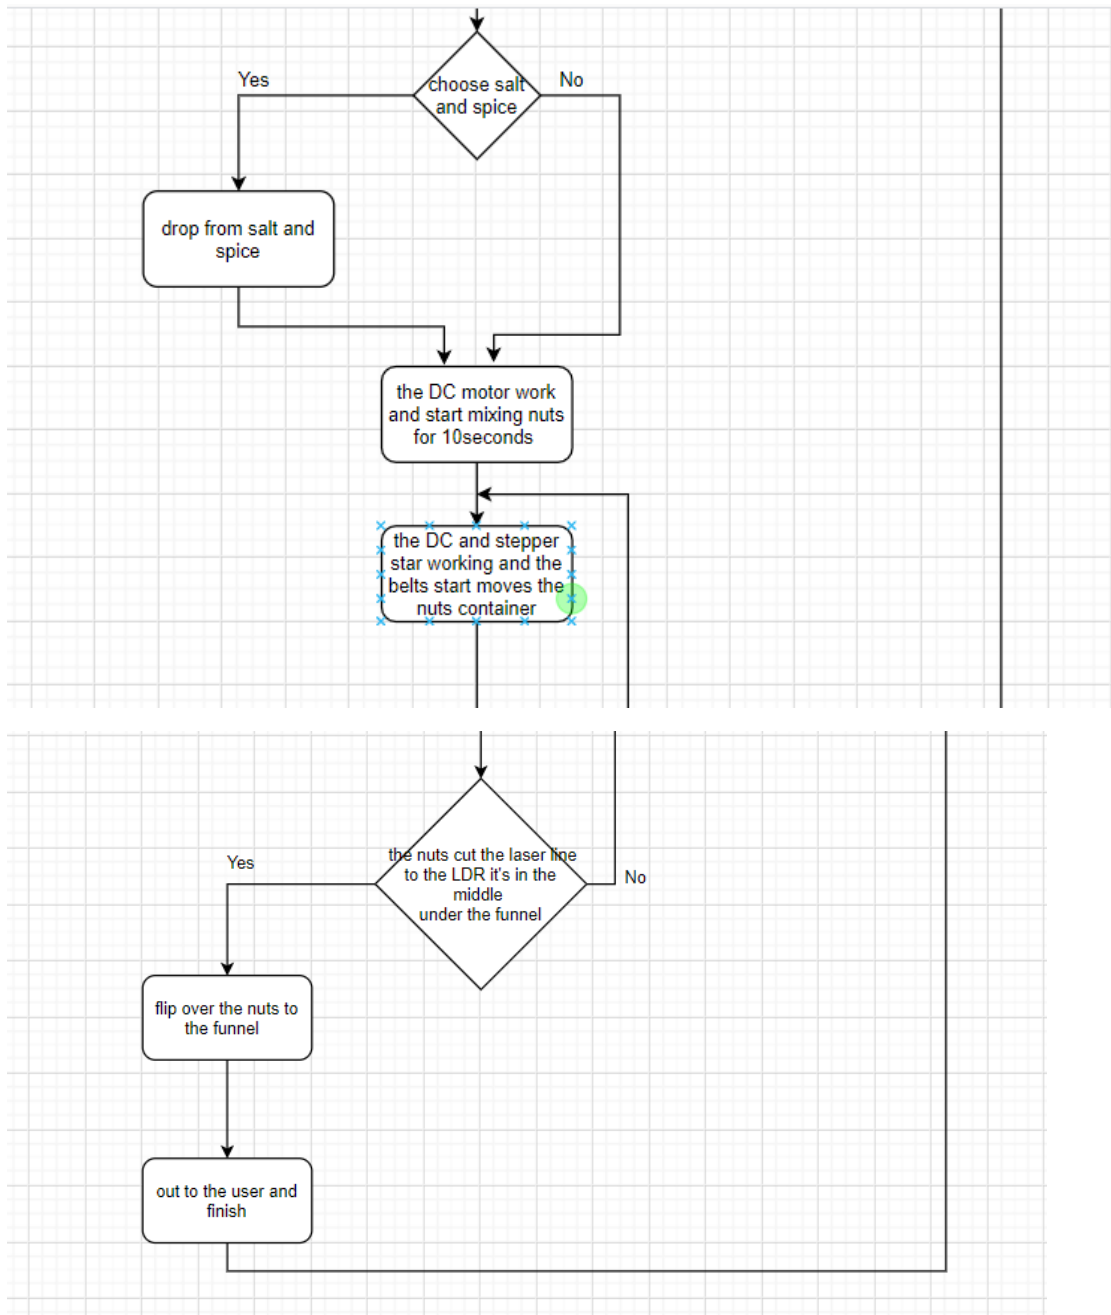 choose salt
and spice
Yes
No
drop from salt and
spice
the DC motor work
and start mixing nuts
for 10seconds
the DC and stepper
star working and the
belts start moves the
nuts container
the nuts cut the laser line
to the LDR it's in the
middle
under the funnel
Yes
No
flip over the nuts to
the funnel
out to the user and
finish